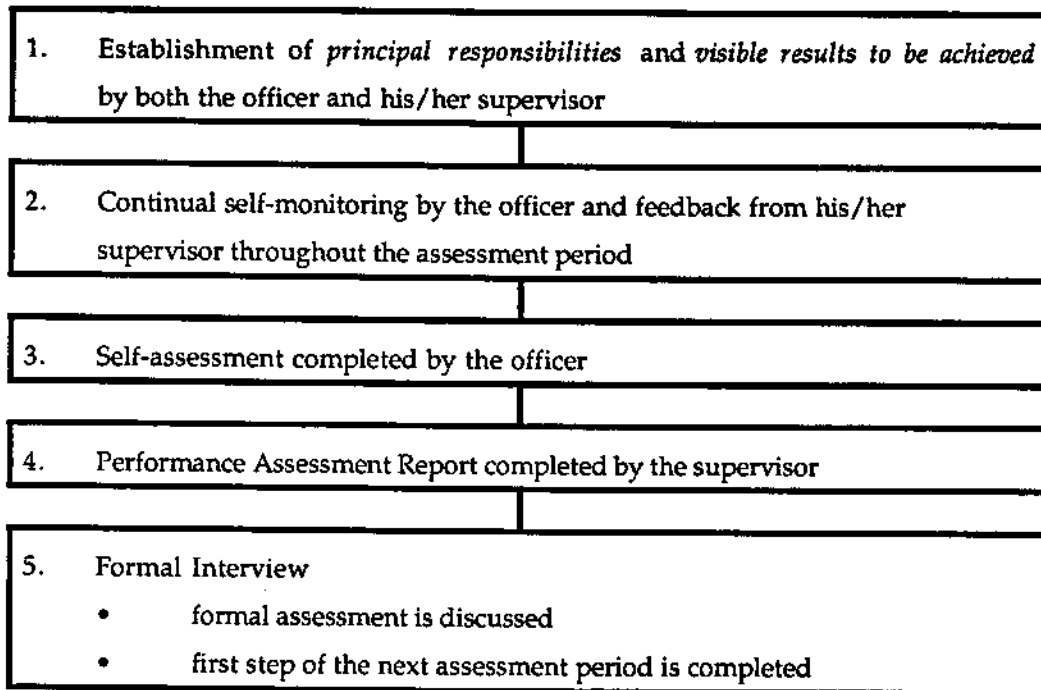 1. Establishment of principal responsibilities and visible results to be achieved
by both the officer and his/her supervisor
2. Continual self-monitoring by the officer and feedback from his/her
supervisor throughout the assessment period
3. Self-assessment completed by the officer
4. Performance Assessment Report completed by the supervisor
5. Formal Interview
• formal assessment is discussed
• first step of the next assessment period is completed